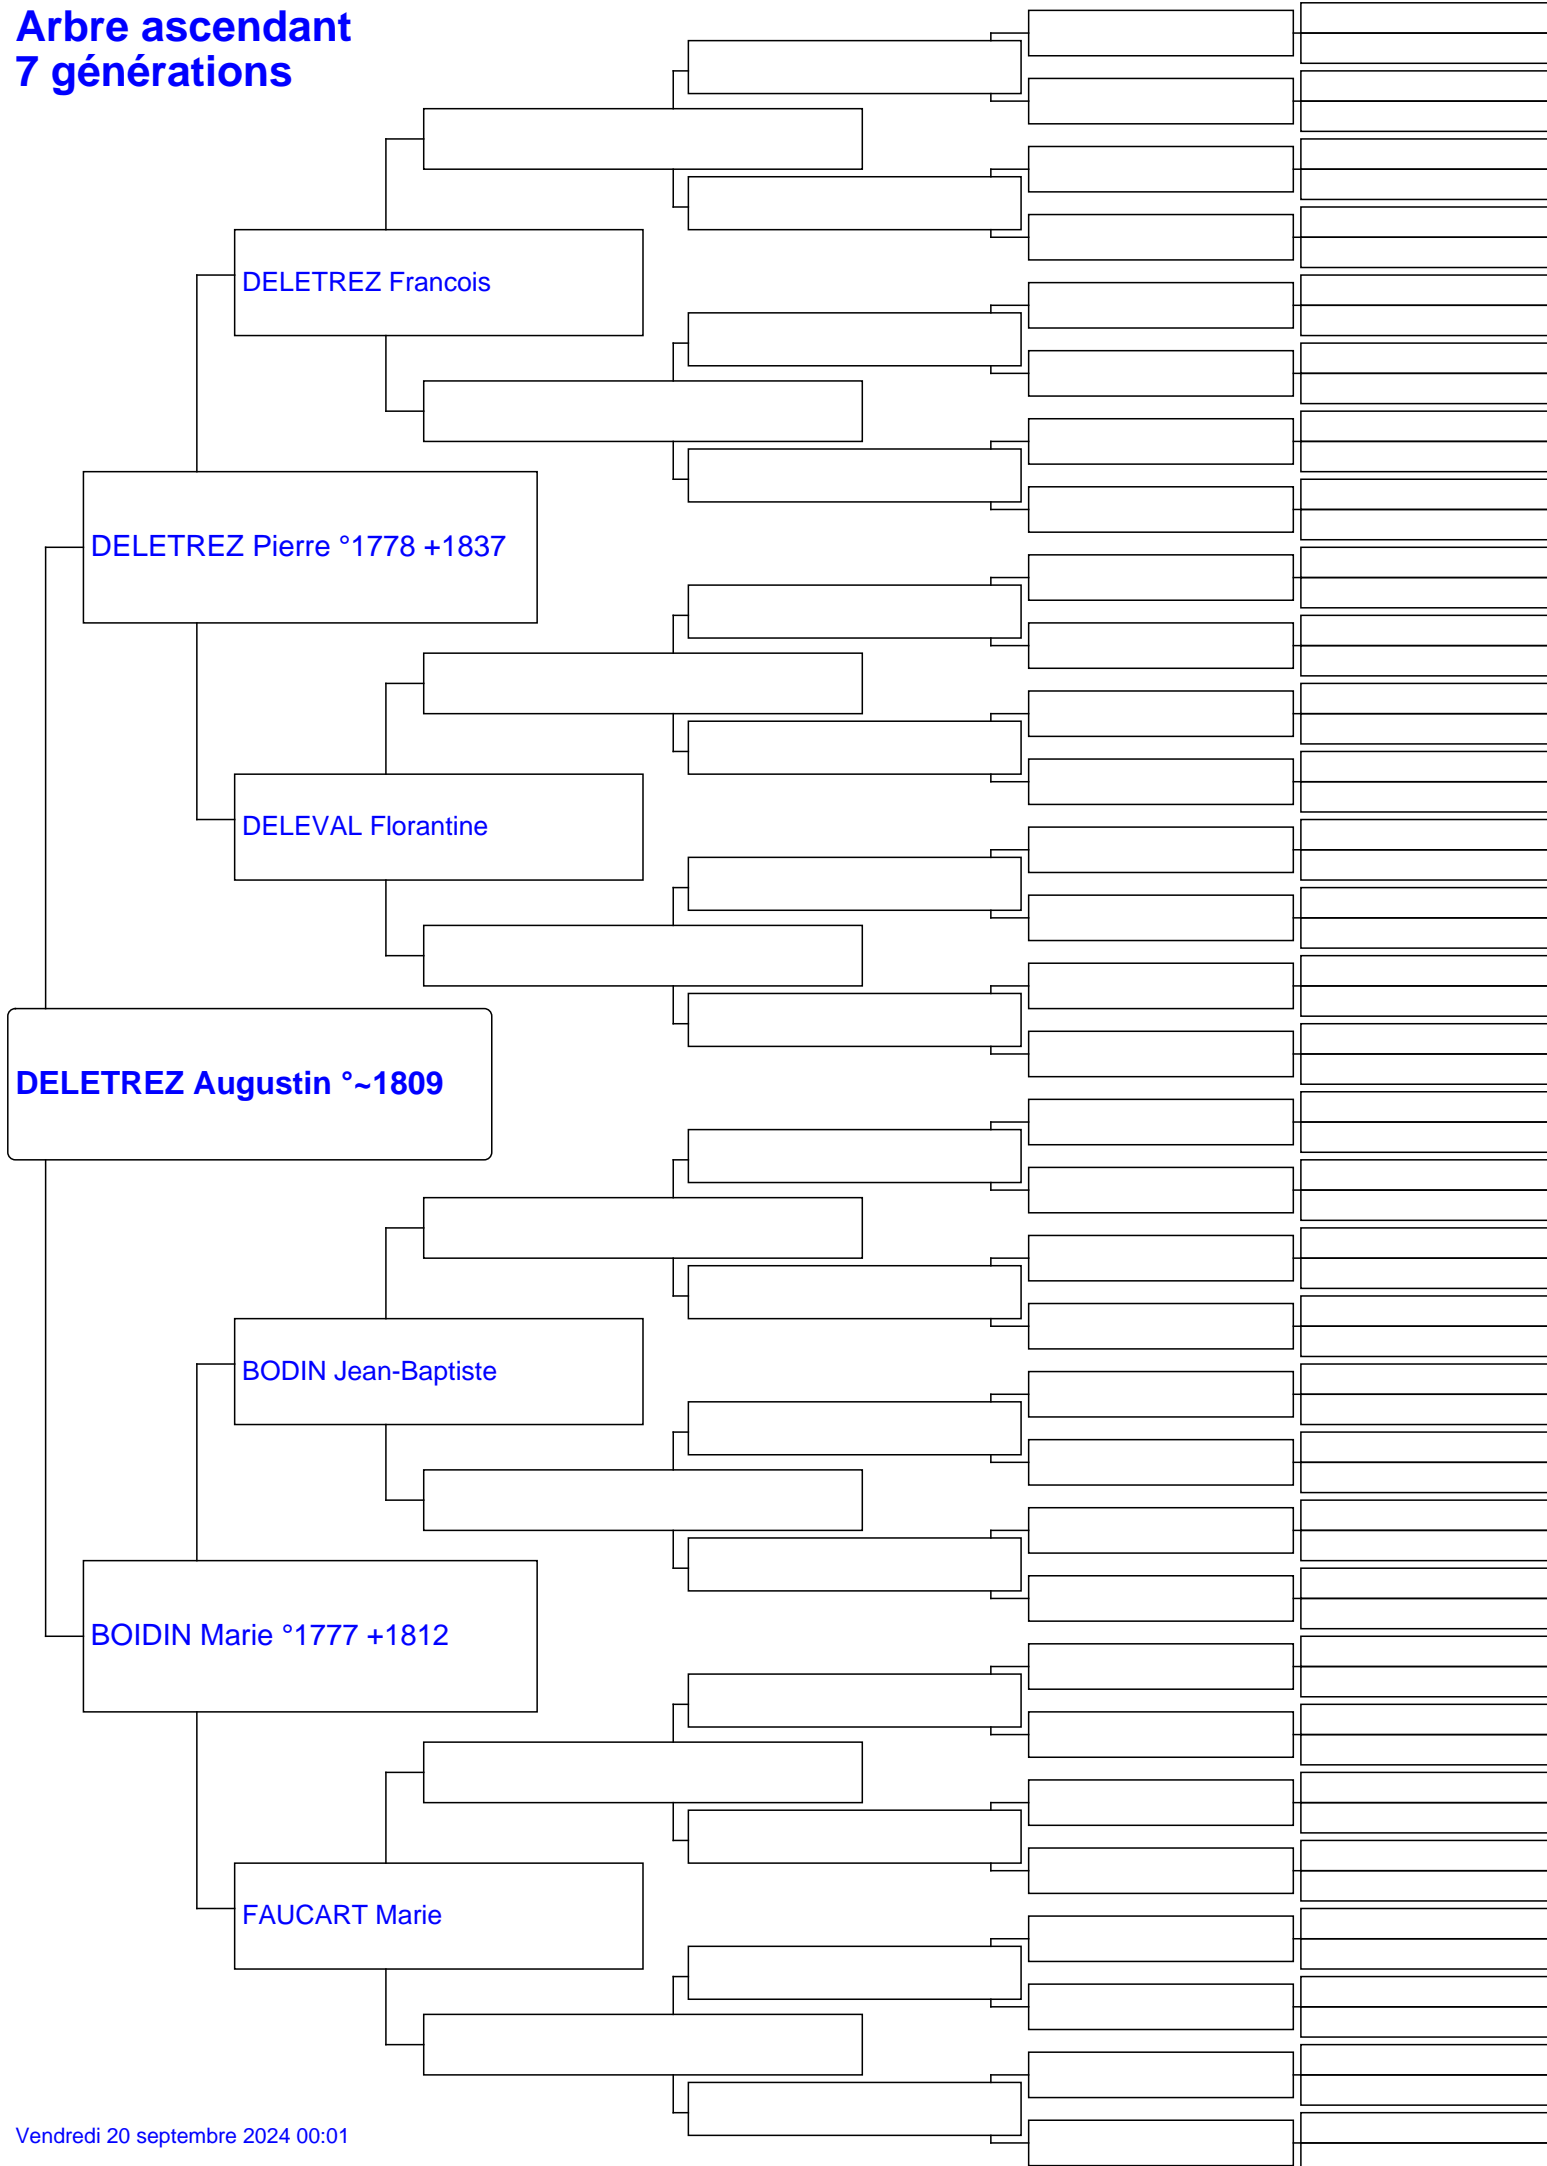 Arbre ascendant
7 générations
DELETREZ Francois
DELETREZ Pierre °1778 +1837
DELEVAL Florantine
DELETREZ Augustin °~1809
BODIN Jean-Baptiste
BOIDIN Marie °1777 +1812
FAUCART Marie
Vendredi 20 septembre 2024 00:01